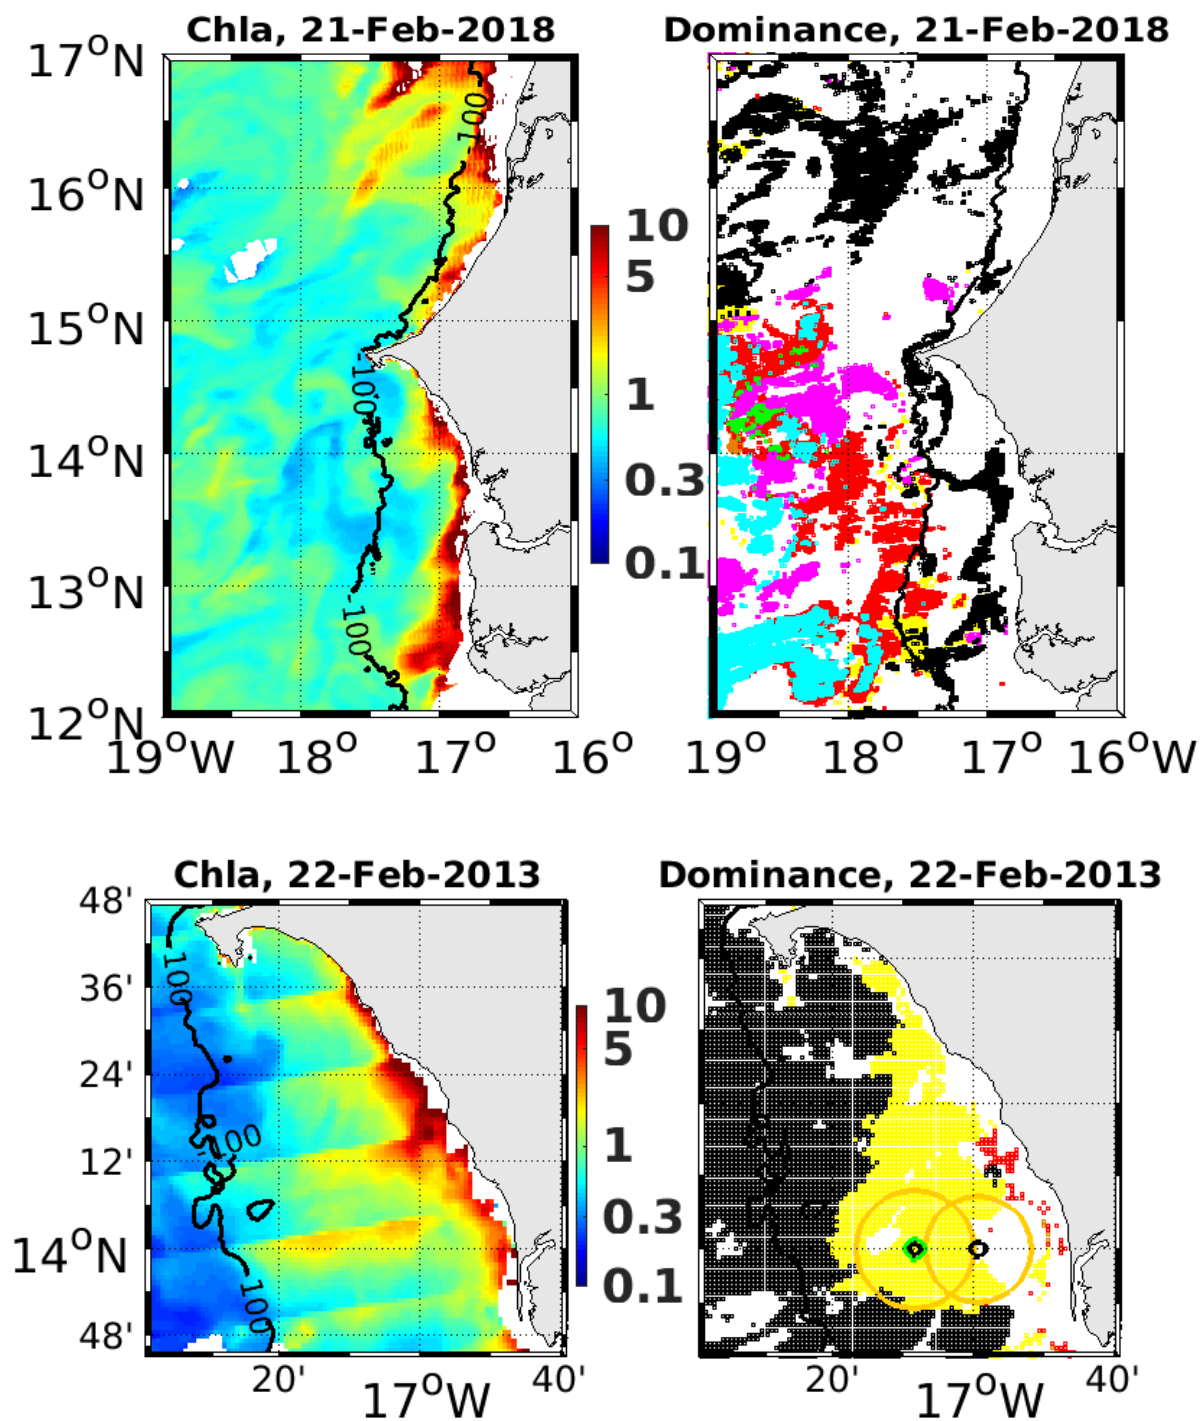 Chla, 21-Feb-2018
Dominance, 21-Feb-2018
17°N
16°N
15°N
14°N
13°N
12°N
-100
-100
-100
10
5
1
0.3
0.1
19°W 18° 17° 16°
19° 18° 17° 16°W
Chla, 22-Feb-2013
Dominance, 22-Feb-2013
48'
36'
24'
12'
14°N
48'
100
100
100
10
5
1
0.3
0.1
20' 17°W 40'
20' 17°W 40'